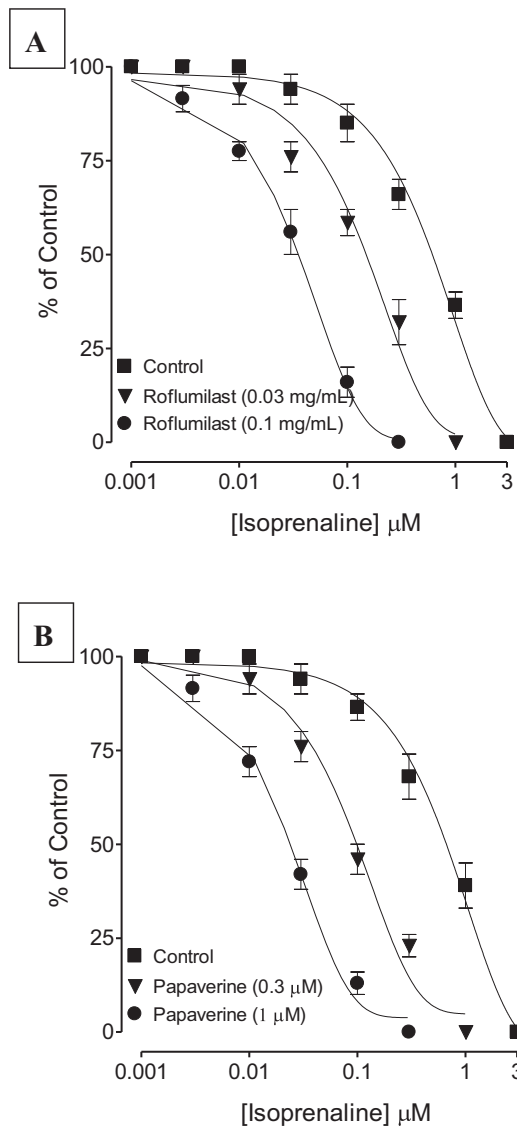 A
100
75
50
25
0
% of Control
Control
Roflumilast (0.03 mg/mL)
Roflumilast (0.1 mg/mL)
0.001 0.01 0.1 1 3
[Isoprenaline] μM
B
100
75
50
25
0
% of Control
Control
Papaverine (0.3 μM)
Papaverine (1 μM)
0.001 0.01 0.1 1 3
[Isoprenaline] μM